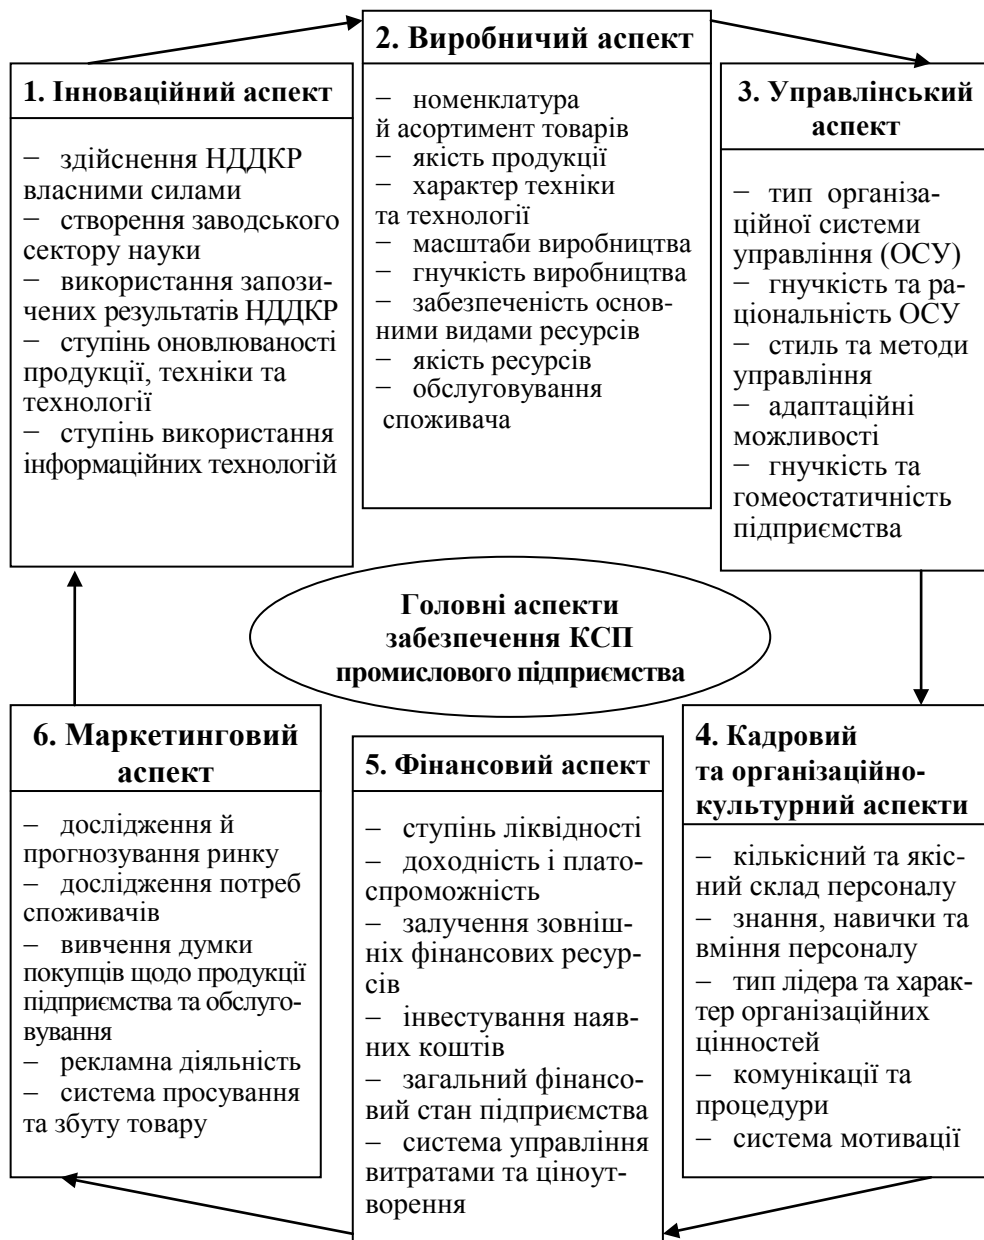 1. Інноваційний аспект
− здійснення НДДКР
власними силами
− створення заводського
сектору науки
− використання запози-
чених результатів НДДКР
− ступінь оновлюваності
продукції, техніки та
технології
− ступінь використання
інформаційних технологій
2. Виробничий аспект
− номенклатура
й асортимент товарів
− якість продукції
− характер техніки
та технології
− масштаби виробництва
− гнучкість виробництва
− забезпеченість основ-
ними видами ресурсів
− якість ресурсів
− обслуговування
споживача
3. Управлінський
аспект
− тип організа-
ційної системи
управління (ОСУ)
− гнучкість та ра-
ціональність ОСУ
− стиль та методи
управління
− адаптаційні
можливості
− гнучкість та
гомеостатичність
підприємства
Головні аспекти
забезпечення КСП
промислового підприємства
4. Кадровий
та організаційно-
культурний аспекти
− кількісний та якіс-
ний склад персоналу
− знання, навички та
вміння персоналу
− тип лідера та харак-
тер організаційних
цінностей
− комунікації та
процедури
− система мотивації
5. Фінансовий аспект
− ступінь ліквідності
− доходність і плато-
спроможність
− залучення зовніш-
ніх фінансових ресур-
сів
− інвестування наяв-
них коштів
− загальний фінансо-
вий стан підприємства
− система управління
витратами та ціноут-
ворення
6. Маркетинговий
аспект
− дослідження й
прогнозування ринку
− дослідження потреб
споживачів
− вивчення думки
покупців щодо продукції
підприємства та обслуго-
вування
− рекламна діяльність
− система просування
та збуту товару